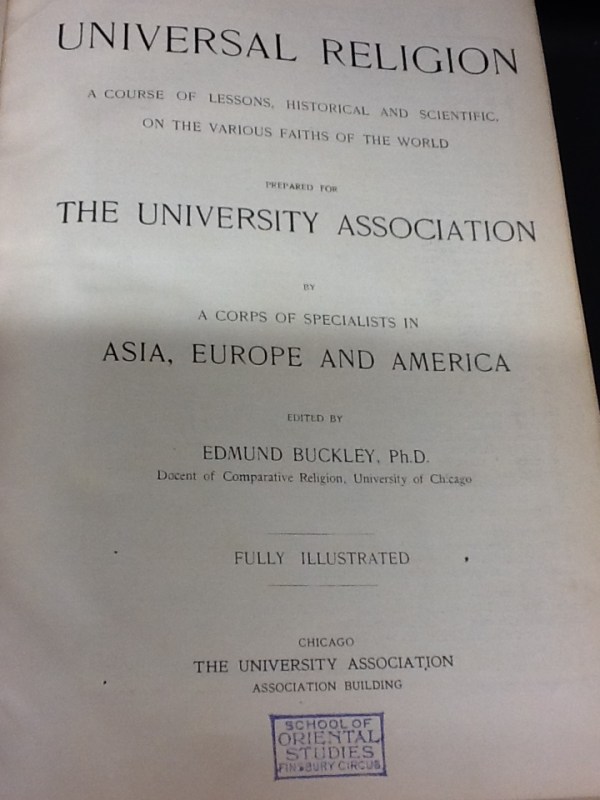 UNIVERSAL RELIGION
A COURSE OF LESSONS, HISTORICAL AND SCIENTIFIC,
ON THE VARIOUS FAITHS OF THE WORLD
PREPARED FOR
THE UNIVERSITY ASSOCIATION
BY
A CORPS OF SPECIALISTS IN
ASIA, EUROPE AND AMERICA
EDITED BY
EDMUND BUCKLEY, Ph.D.
Docent of Comparative Religion, University of Chicago
FULLY ILLUSTRATED
CHICAGO
THE UNIVERSITY ASSOCIATION
ASSOCIATION BUILDING
SCHOOL OF
ORIENTAL
STUDIES
FINSBURY CIRCUS